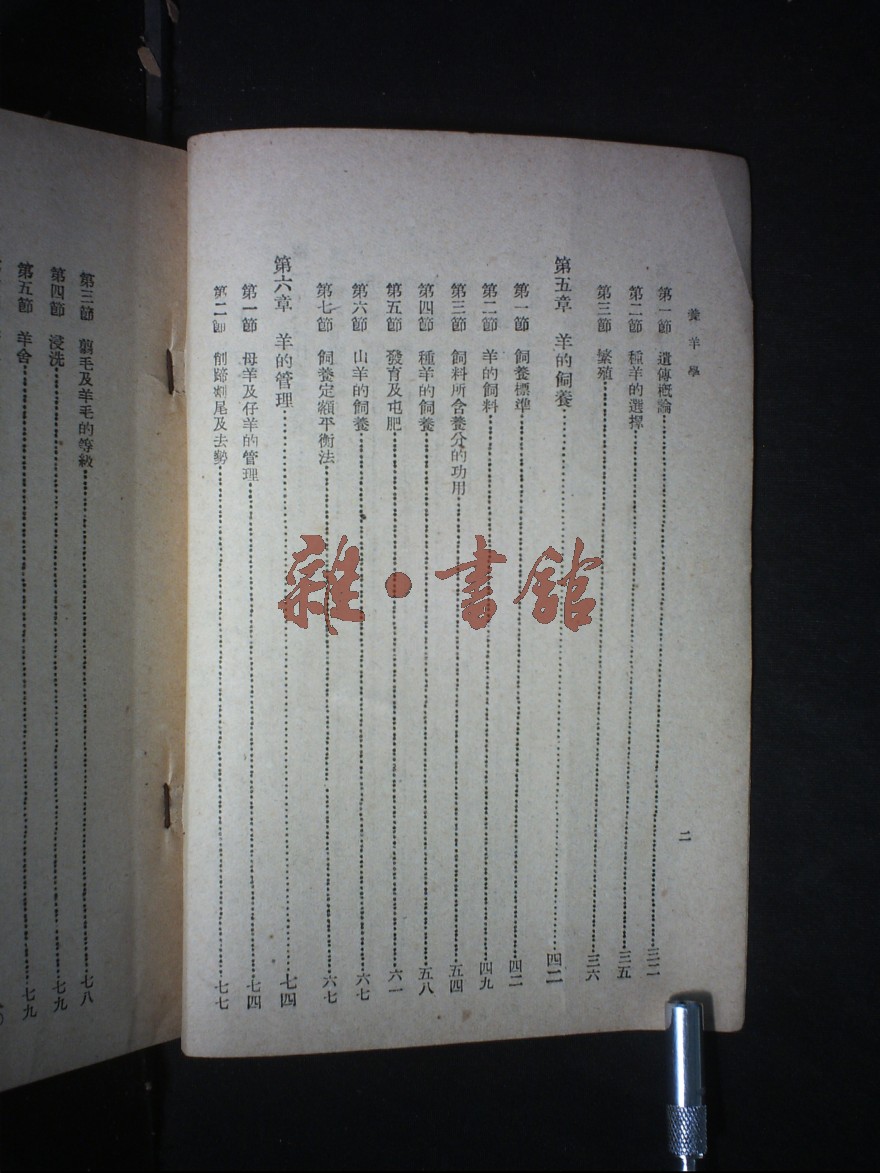 養羊學
二
第一節 遺傳概論 三二
第二節 種羊的選擇 三五
第三節 繁殖 三六
第五章 羊的飼養 四二
第一節 飼養標準 四二
第二節 羊的飼料 四九
第三節 飼料所含養分的功用 五四
第四節 種羊的飼養 五八
第五節 發育及屯肥 六一
第六節 山羊的飼養 六七
第七節 飼養定額平衡法 六七
第六章 羊的管理 七四
第一節 母羊及仔羊的管理 七四
第二節 削蹄剃尾及去勢 七七
第三節 剪毛及羊毛的等級 七八
第四節 浸洗 七九
第五節 羊舍 七九
雜·書館